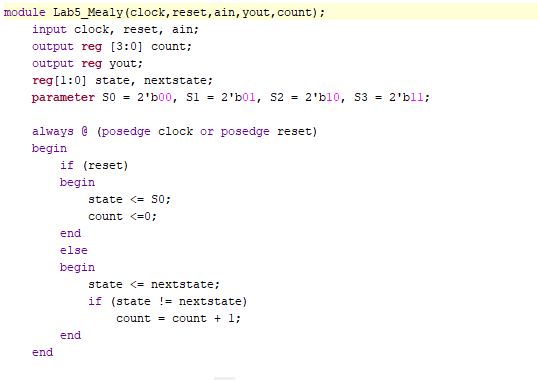 module Lab5_Mealy(clock,reset,ain,yout,count);
input clock, reset, ain;
output reg [3:0] count;
output reg yout;
reg[1:0] state, nextstate;
parameter S0 = 2'b00, S1 = 2'b01, S2 = 2'b10, S3 = 2'b11;
always @ (posedge clock or posedge reset)
begin
if (reset)
begin
state <= S0;
count <=0;
end
else
begin
state <= nextstate;
if (state != nextstate)
count = count + 1;
end
end